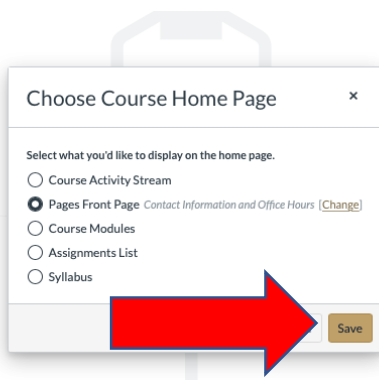 Choose Course Home Page ×
Select what you'd like to display on the home page.
Course Activity Stream
Pages Front Page Contact Information and Office Hours [Change]
Course Modules
Assignments List
Syllabus
Save